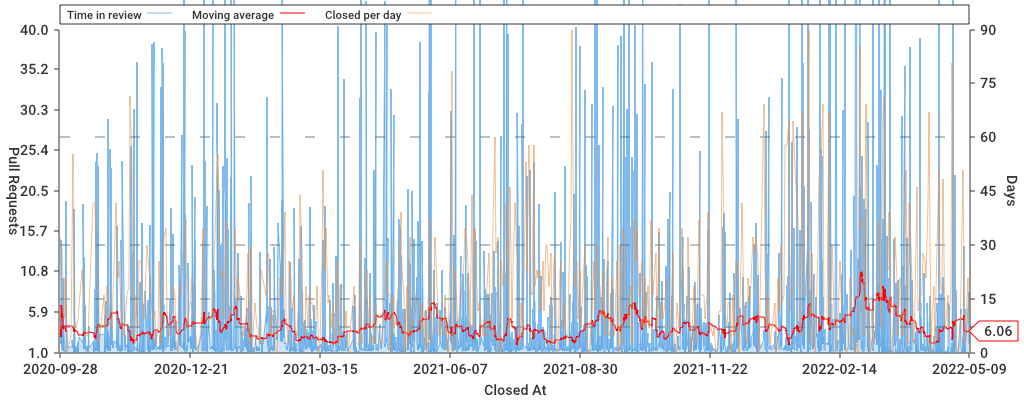 Time in review Moving average Closed per day
40.0 90
35.2 75
30.3
60
25.4
20.5 45
15.7 30
10.8
15
5.9
6.06
1.0 0
Pull Requests
Days
2020-09-28 2020-12-21 2021-03-15 2021-06-07 2021-08-30 2021-11-22 2022-02-14 2022-05-09
Closed At